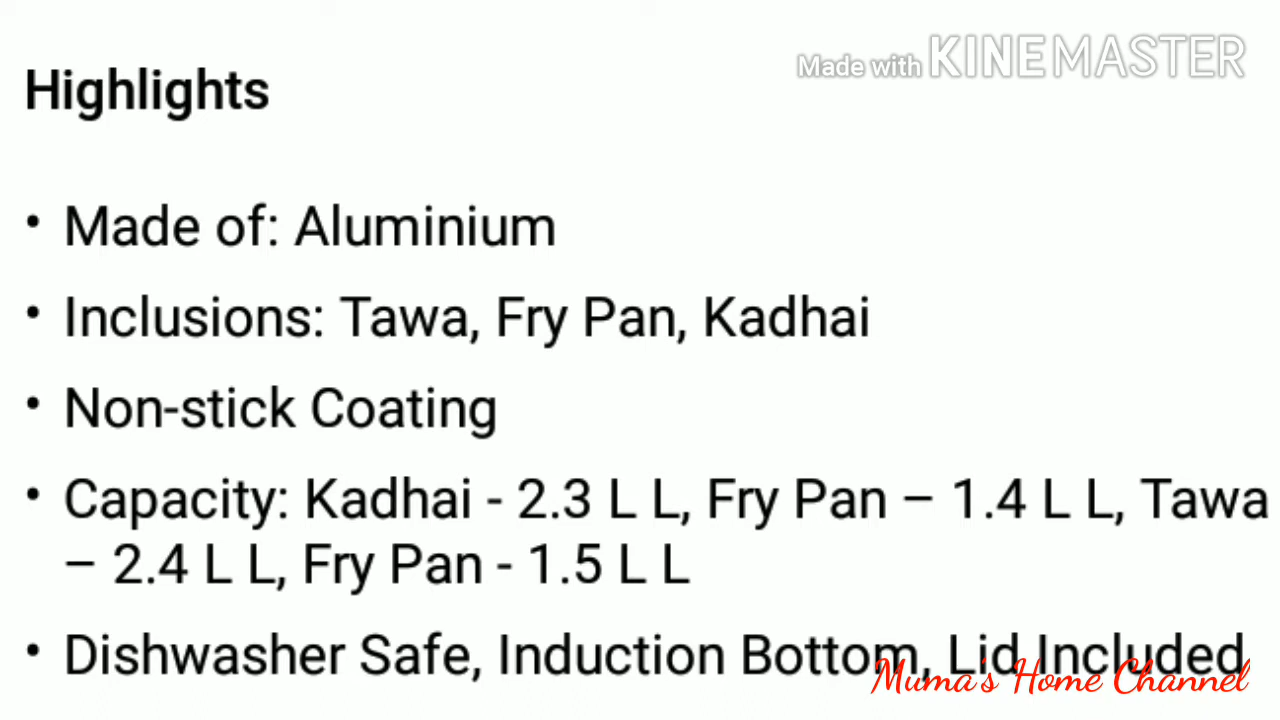 Made with KINEMASTER
Highlights
• Made of: Aluminium
• Inclusions: Tawa, Fry Pan, Kadhai
• Non-stick Coating
• Capacity: Kadhai - 2.3 L L, Fry Pan – 1.4 L L, Tawa
– 2.4 L L, Fry Pan - 1.5 L L
• Dishwasher Safe, Induction Bottom, Lid Included
Muma's Home Channel